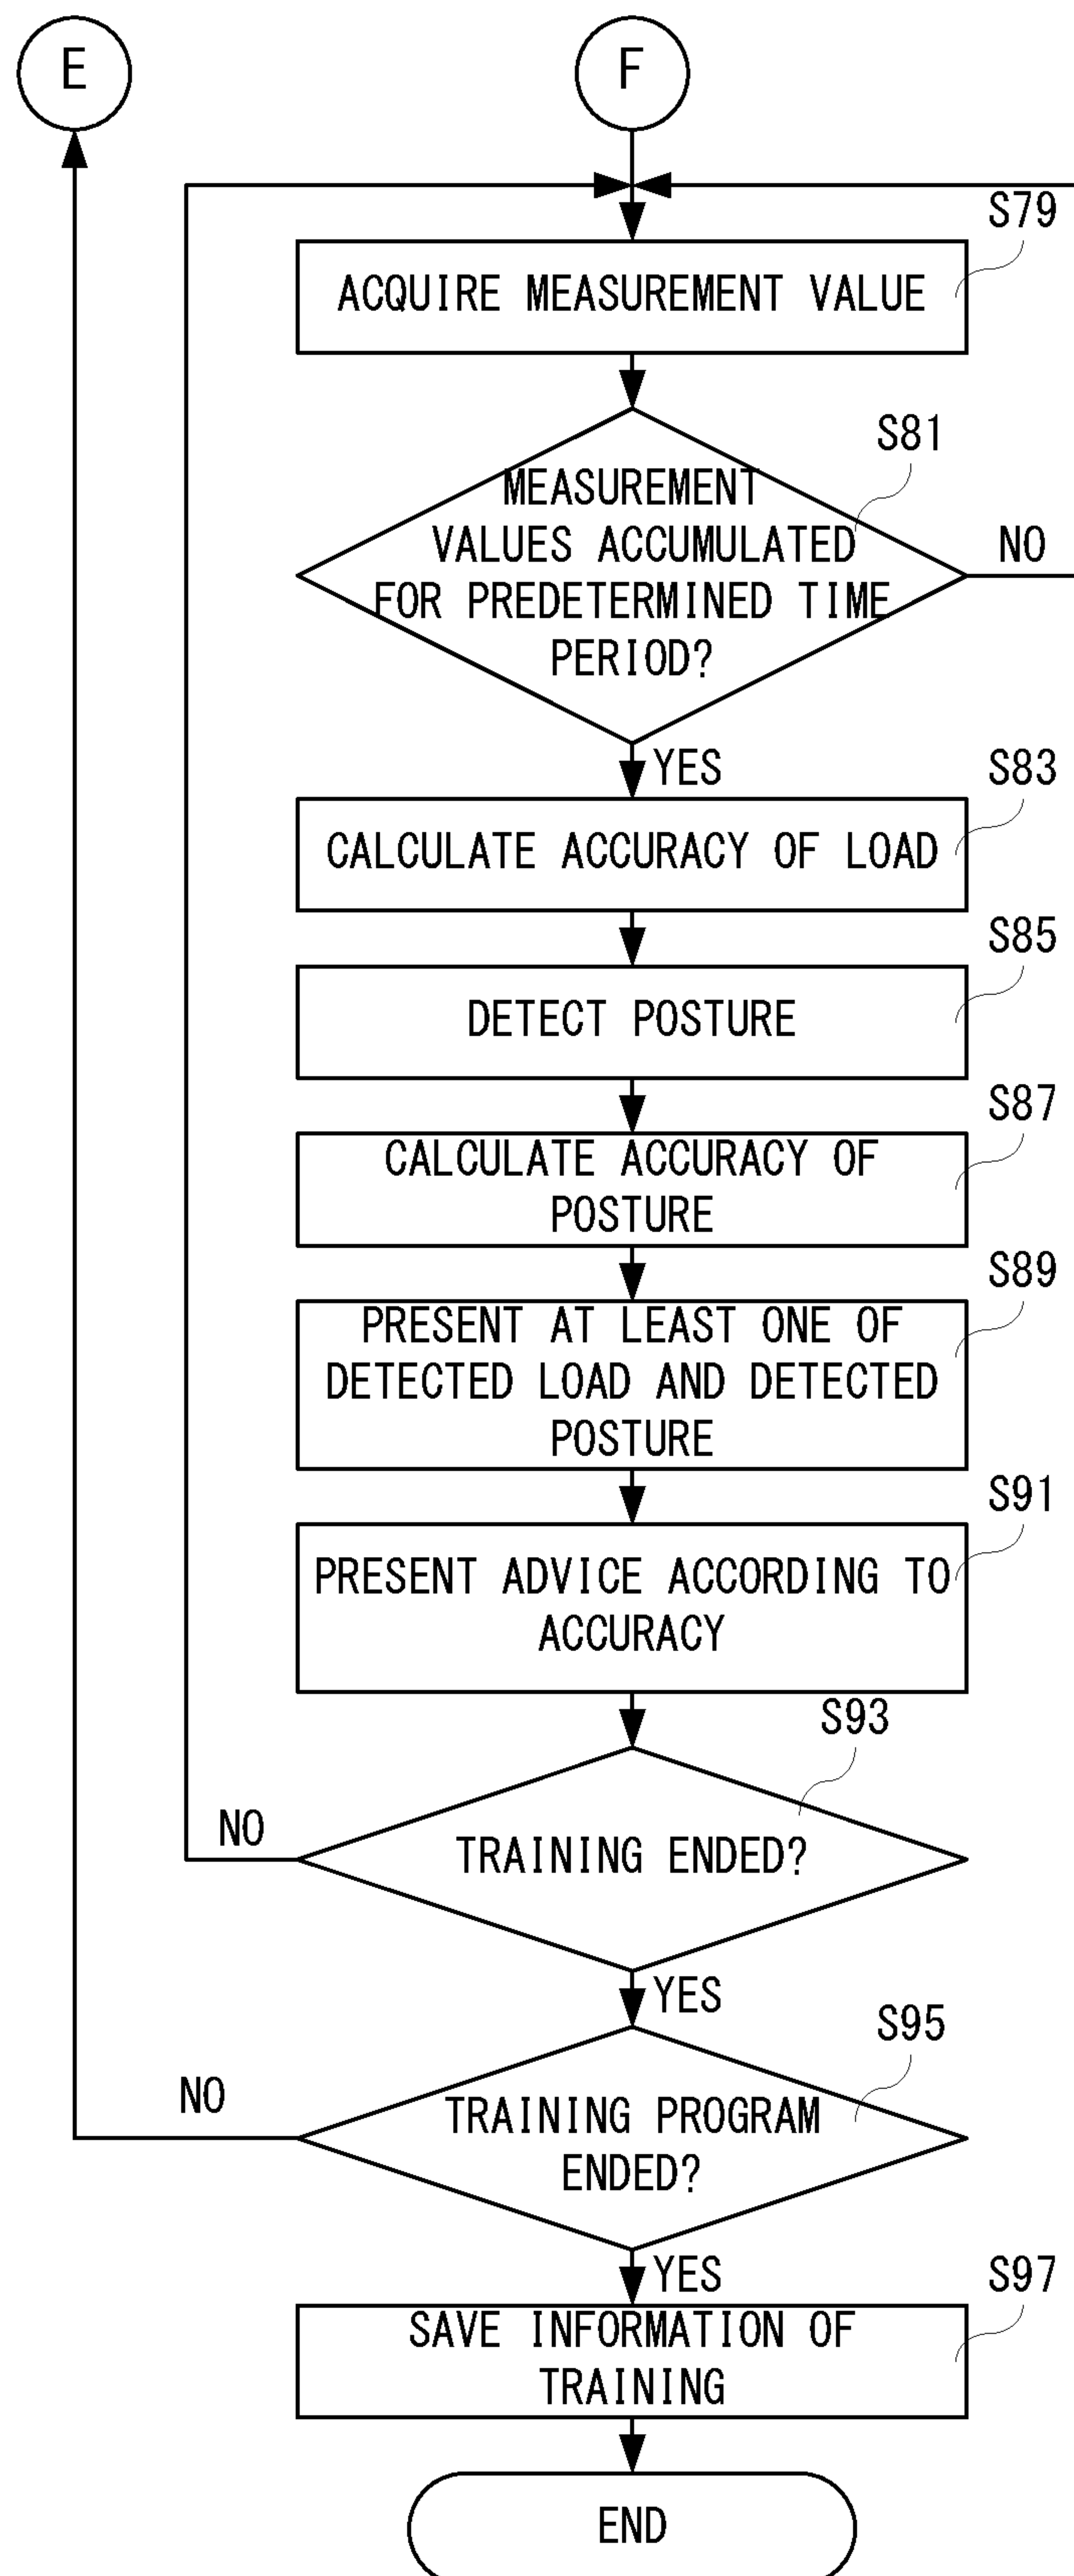 E
F
S79
ACQUIRE MEASUREMENT VALUE
S81
MEASUREMENT
VALUES ACCUMULATED
FOR PREDETERMINED TIME
PERIOD?
NO
YES
S83
CALCULATE ACCURACY OF LOAD
S85
DETECT POSTURE
S87
CALCULATE ACCURACY OF
POSTURE
S89
PRESENT AT LEAST ONE OF
DETECTED LOAD AND DETECTED
POSTURE
S91
PRESENT ADVICE ACCORDING TO
ACCURACY
S93
NO
TRAINING ENDED?
YES
S95
NO
TRAINING PROGRAM
ENDED?
YES
S97
SAVE INFORMATION OF
TRAINING
END